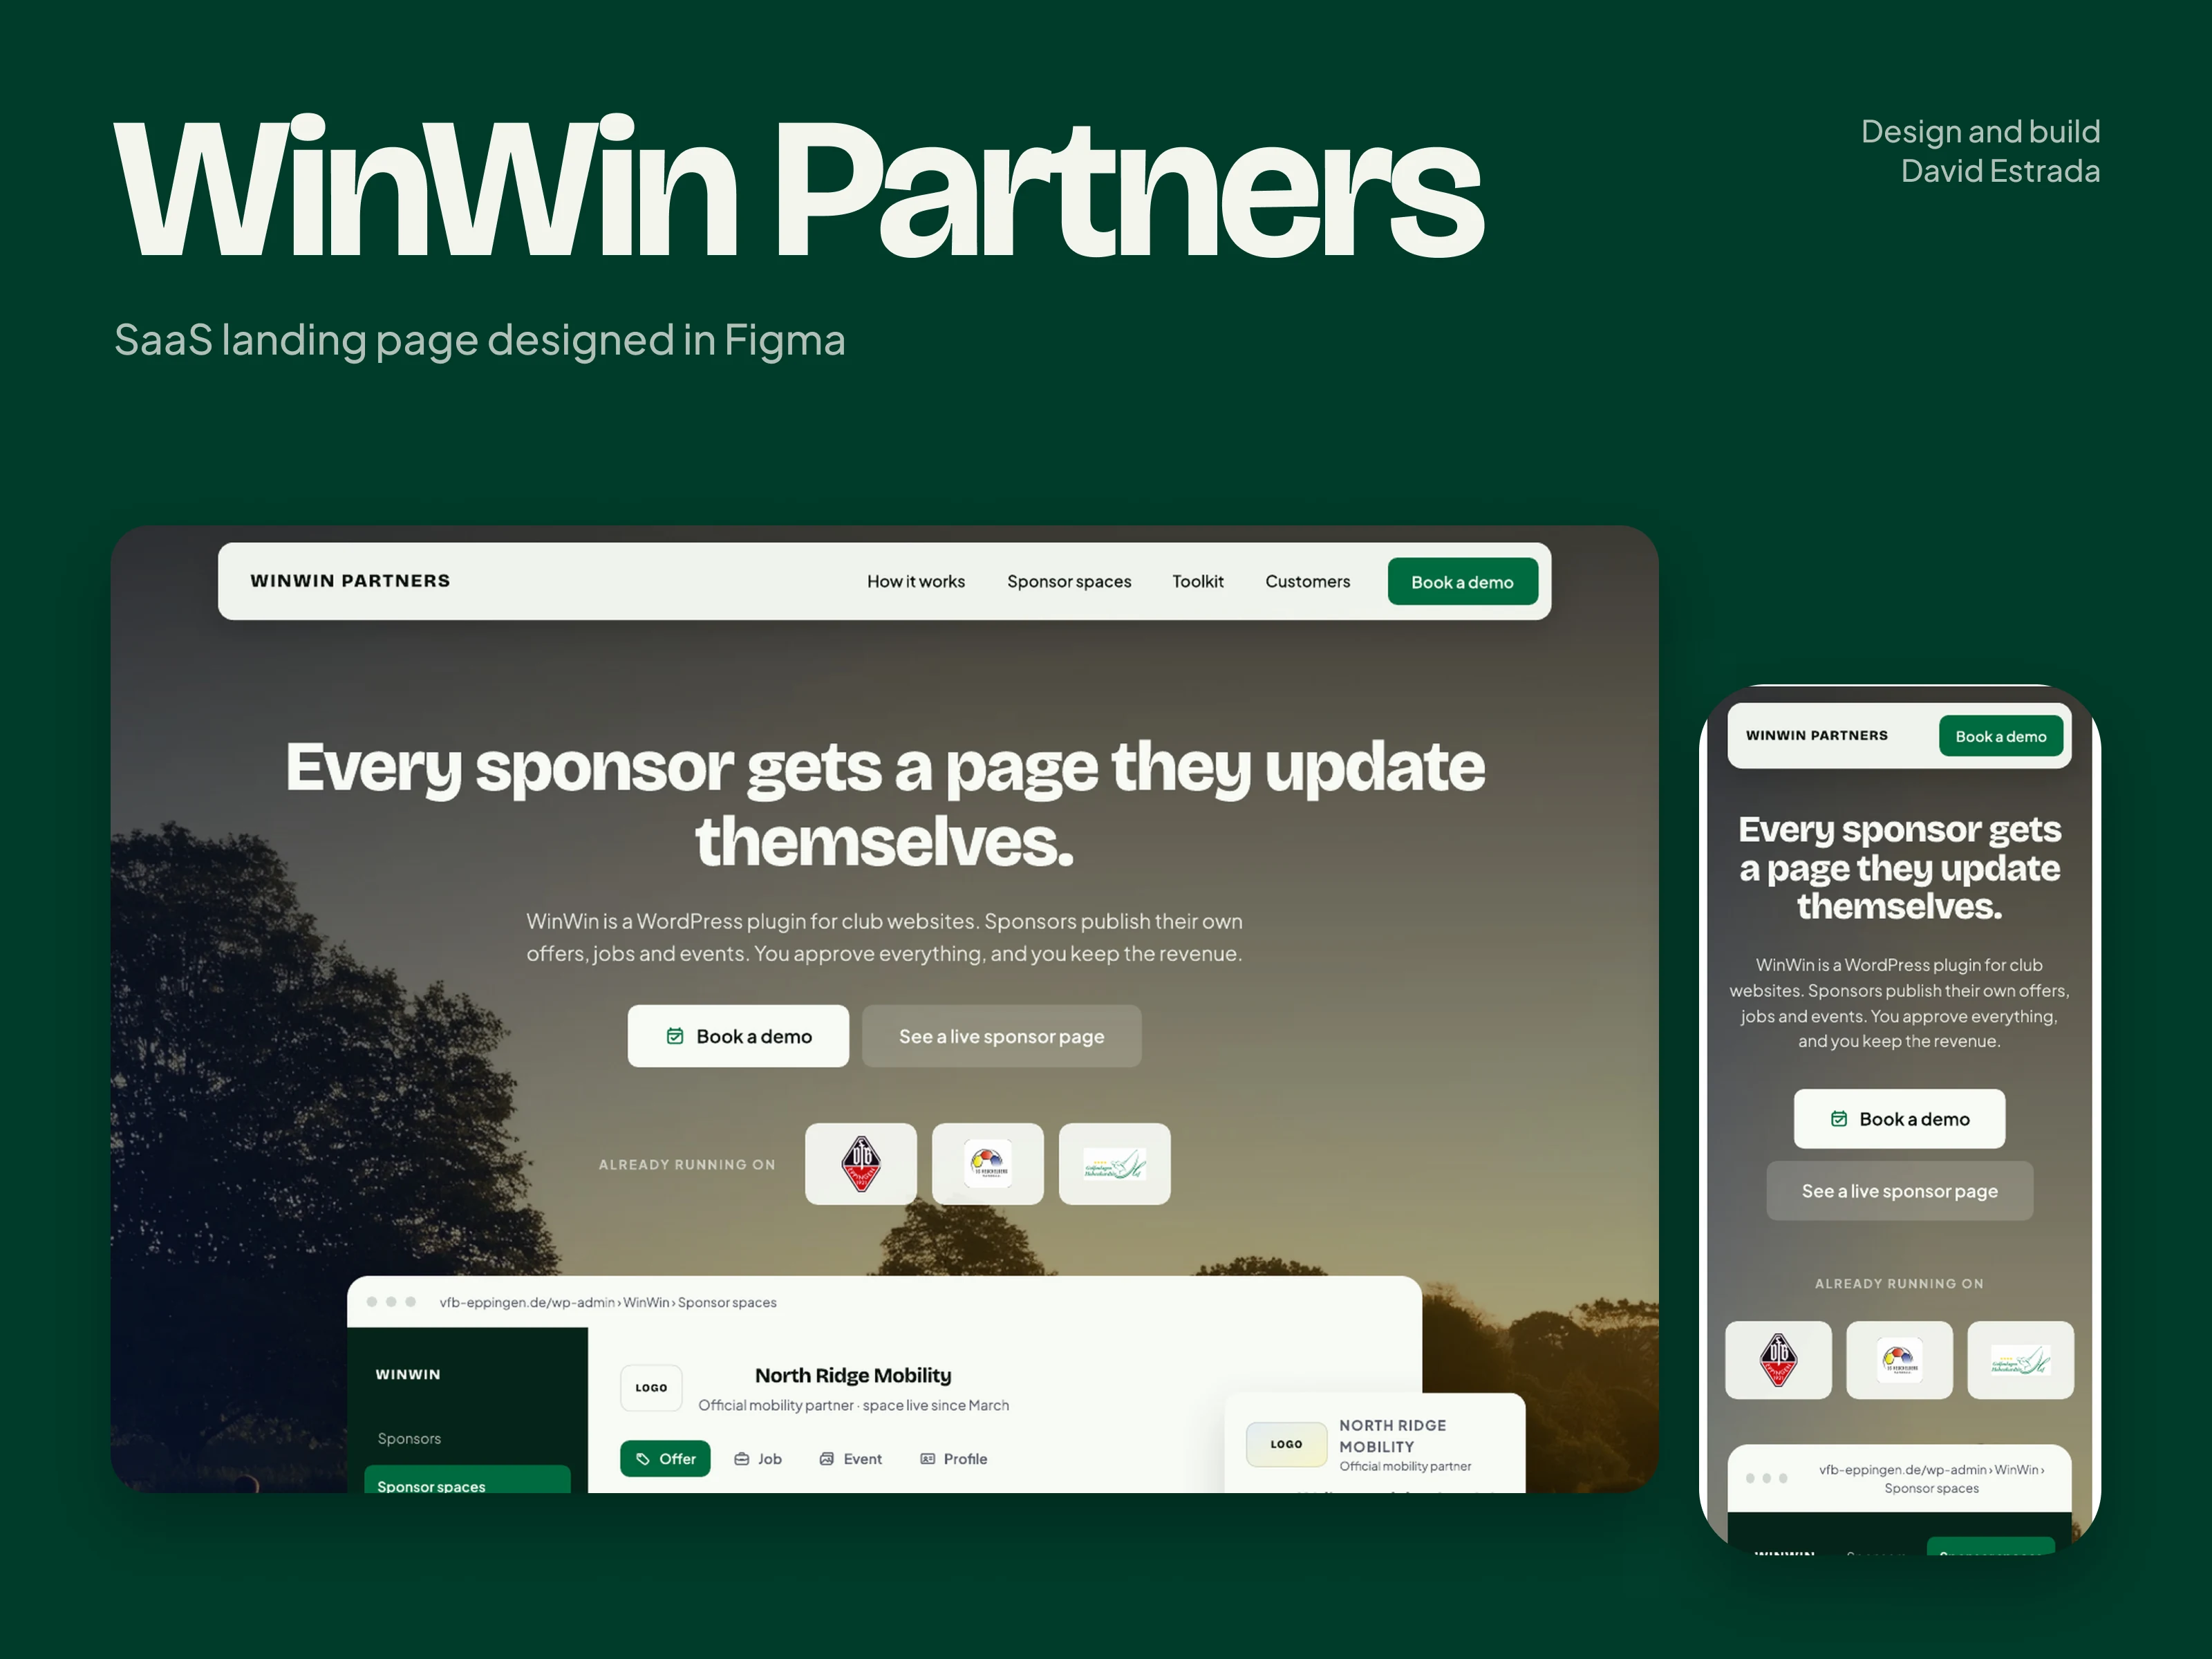 WinWin Partners
Design and build
David Estrada
SaaS landing page designed in Figma
WINWIN PARTNERS
How it works
Sponsor spaces
Toolkit
Customers
Book a demo
Every sponsor gets a page they update
themselves.
WinWin is a WordPress plugin for club websites. Sponsors publish their own
offers, jobs and events. You approve everything, and you keep the revenue.
Book a demo
See a live sponsor page
ALREADY RUNNING ON
vfb-eppingen.de/wp-admin › WinWin › Sponsor spaces
WINWIN
Sponsors
Sponsor spaces
LOGO
North Ridge Mobility
Official mobility partner · space live since March
Offer
Job
Event
Profile
LOGO
NORTH RIDGE
MOBILITY
Official mobility partner
WINWIN PARTNERS
Book a demo
Every sponsor gets
a page they update
themselves.
WinWin is a WordPress plugin for club
websites. Sponsors publish their own offers,
jobs and events. You approve everything,
and you keep the revenue.
Book a demo
See a live sponsor page
ALREADY RUNNING ON
vfb-eppingen.de/wp-admin › WinWin ›
Sponsor spaces